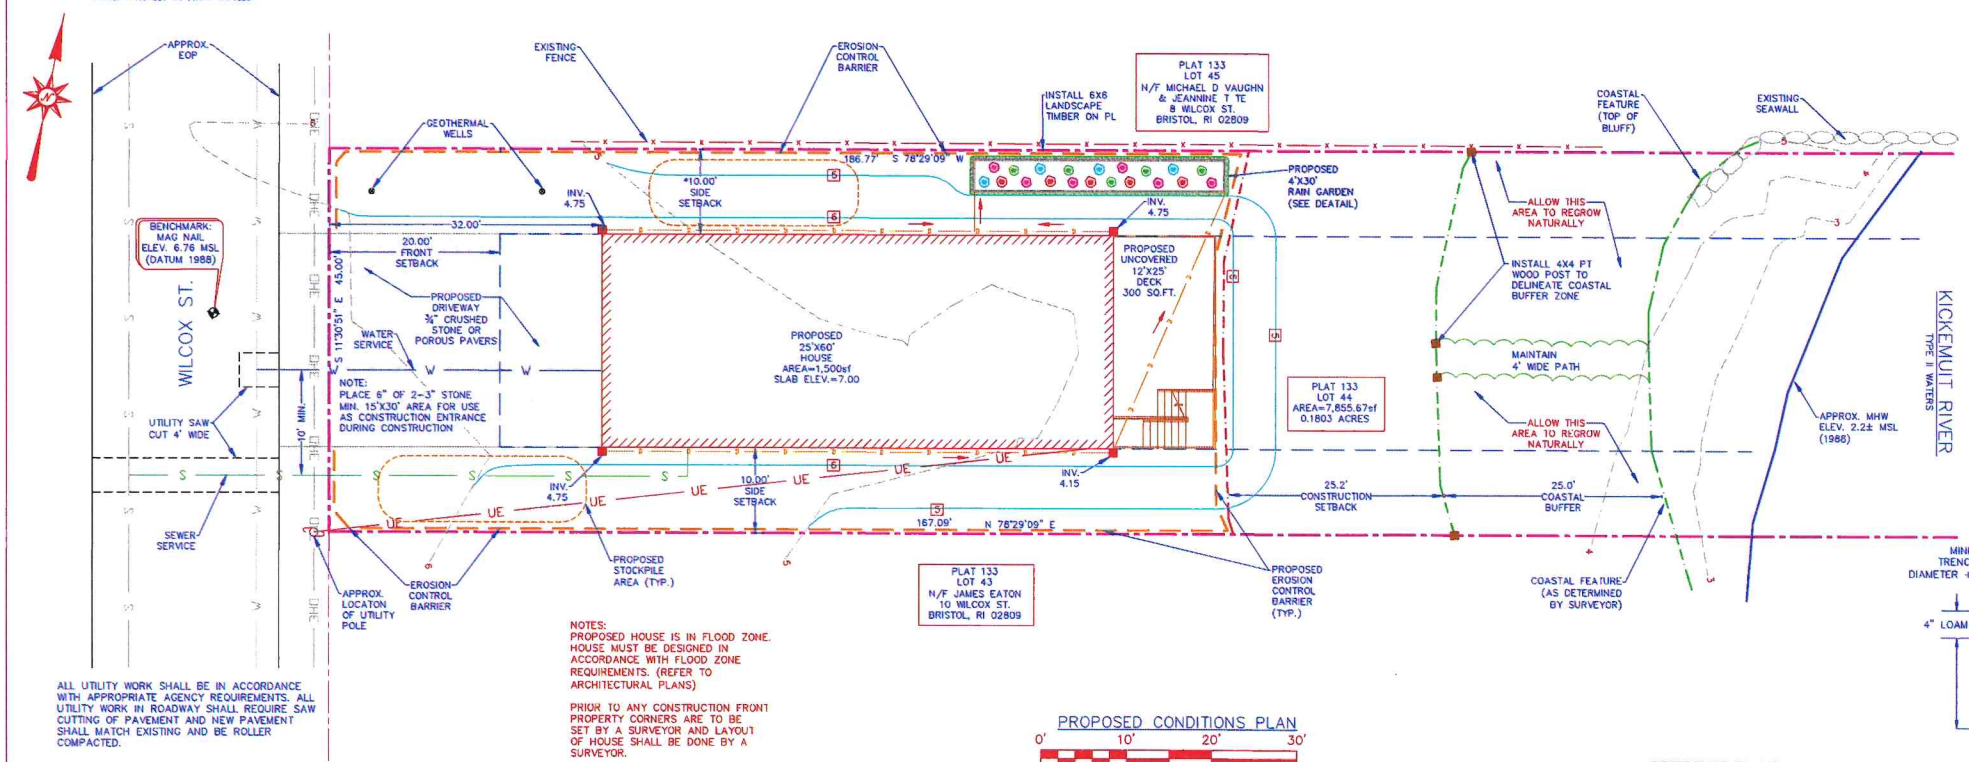 APPROX.
EOP
EXISTING
FENCE
EROSION
CONTROL
BARRIER
INSTALL 6X6
LANDSCAPE
TIMBER ON PL
PLAT 133
LOT 45
N/F MICHAEL D VAUGHN
& JEANNINE T TE
8 WILCOX ST.
BRISTOL, RI 02809
COASTAL
FEATURE
(TOP OF
BLUFF)
EXISTING
SEAWALL
N
GEOTHERMAL
WELLS
186.77' S 78°29'09" W
PROPOSED
4'X30'
RAIN GARDEN
(SEE DEATAIL)
*10.00'
SIDE
SETBACK
INV.
4.75
INV.
4.75
5
6
ALLOW THIS
AREA TO REGROW
NATURALLY
BENCHMARK:
MAG NAIL
ELEV. 6.76 MSL
(DATUM 1988)
32.00'
20.00'
FRONT
SETBACK
S 11°30'51" E 45.00'
PROPOSED
UNCOVERED
12'X25'
DECK
300 SQ.FT.
INSTALL 4X4 PT
WOOD POST TO
DELINEATE COASTAL
BUFFER ZONE
WILCOX ST.
PROPOSED
DRIVEWAY
¾" CRUSHED
STONE OR
POROUS PAVERS
WATER
SERVICE
W W W
PROPOSED
25'X60'
HOUSE
AREA=1,500sf
SLAB ELEV.=7.00
6
5
MAINTAIN
4' WIDE PATH
KICKEMUIT RIVER
TYPE II WATERS
NOTE:
PLACE 6" OF 2-3" STONE
MIN. 15'X30' AREA FOR USE
AS CONSTRUCTION ENTRANCE
DURING CONSTRUCTION
10' MIN.
UTILITY SAW
CUT 4' WIDE
PLAT 133
LOT 44
AREA=7,855.67sf
0.1803 ACRES
ALLOW THIS
AREA TO REGROW
NATURALLY
APPROX. MHW
ELEV. 2.2± MSL
(1988)
S S S S S S
UE UE UE UE UE UE UE
INV.
4.75
10.00'
SIDE
SETBACK
6
5
INV.
4.15
167.09' N 78°29'09" E
25.2'
CONSTRUCTION
SETBACK
25.0'
COASTAL
BUFFER
SEWER
SERVICE
APPROX.
LOCATON
OF UTILITY
POLE
EROSION
CONTROL
BARRIER
PROPOSED
STOCKPILE
AREA (TYP.)
PLAT 133
LOT 43
N/F JAMES EATON
10 WILCOX ST.
BRISTOL, RI 02809
PROPOSED
EROSION
CONTROL
BARRIER
(TYP.)
COASTAL FEATURE
(AS DETERMINED
BY SURVEYOR)
TRENC
DIAMETER
4" LOAM
NOTES:
PROPOSED HOUSE IS IN FLOOD ZONE.
HOUSE MUST BE DESIGNED IN
ACCORDANCE WITH FLOOD ZONE
REQUIREMENTS. (REFER TO
ARCHITECTURAL PLANS)
PRIOR TO ANY CONSTRUCTION FRONT
PROPERTY CORNERS ARE TO BE
SET BY A SURVEYOR AND LAYOUT
OF HOUSE SHALL BE DONE BY A
SURVEYOR.
ALL UTILITY WORK SHALL BE IN ACCORDANCE
WITH APPROPRIATE AGENCY REQUIREMENTS. ALL
UTILITY WORK IN ROADWAY SHALL REQUIRE SAW
CUTTING OF PAVEMENT AND NEW PAVEMENT
SHALL MATCH EXISTING AND BE ROLLER
COMPACTED.
PROPOSED CONDITIONS PLAN
0' 10' 20' 30'